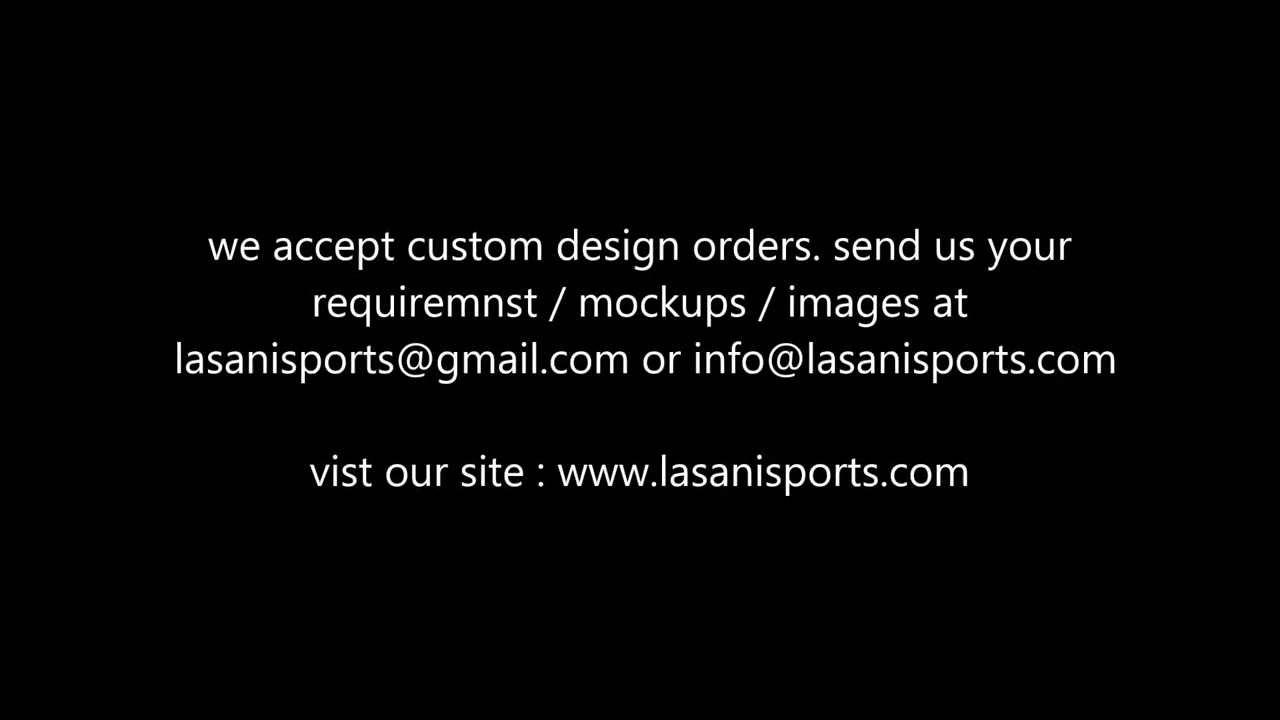 we accept custom design orders. send us your
requiremnst / mockups / images at
lasanisports@gmail.com or info@lasanisports.com
vist our site : www.lasanisports.com